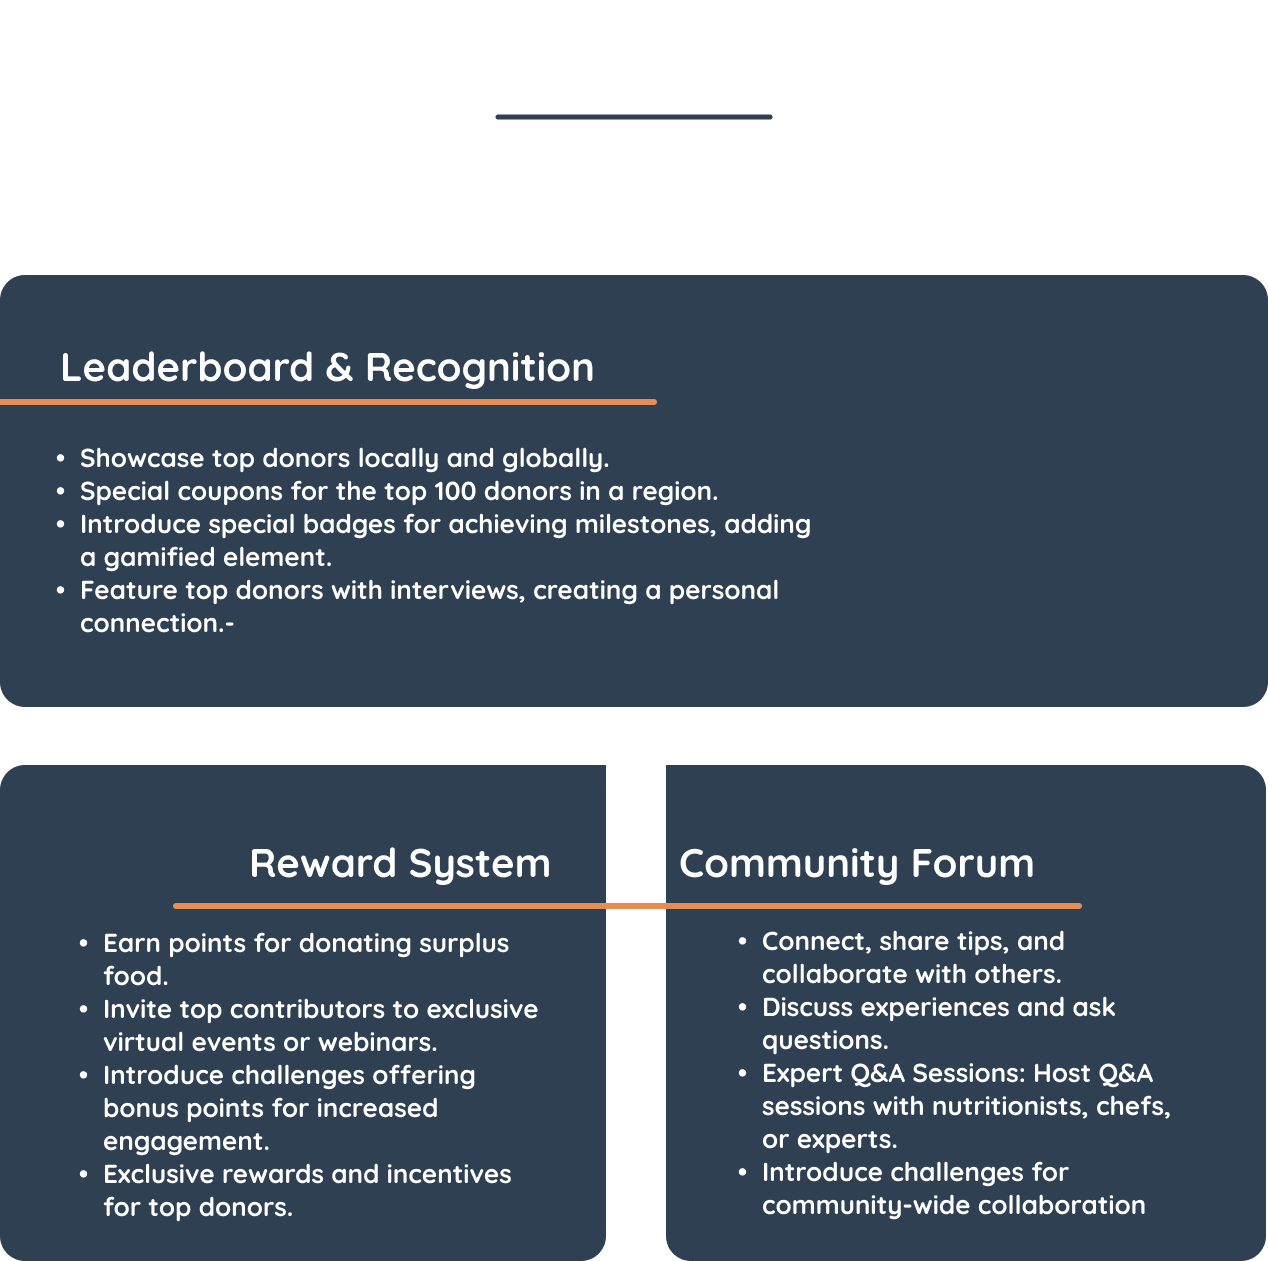 Leaderboard & Recognition
• Showcase top donors locally and globally.
• Special coupons for the top 100 donors in a region.
• Introduce special badges for achieving milestones, adding
a gamified element.
• Feature top donors with interviews, creating a personal
connection.-
Reward System
• Earn points for donating surplus
food.
• Invite top contributors to exclusive
virtual events or webinars.
• Introduce challenges offering
bonus points for increased
engagement.
• Exclusive rewards and incentives
for top donors.
Community Forum
• Connect, share tips, and
collaborate with others.
• Discuss experiences and ask
questions.
• Expert Q&A Sessions: Host Q&A
sessions with nutritionists, chefs,
or experts.
• Introduce challenges for
community-wide collaboration